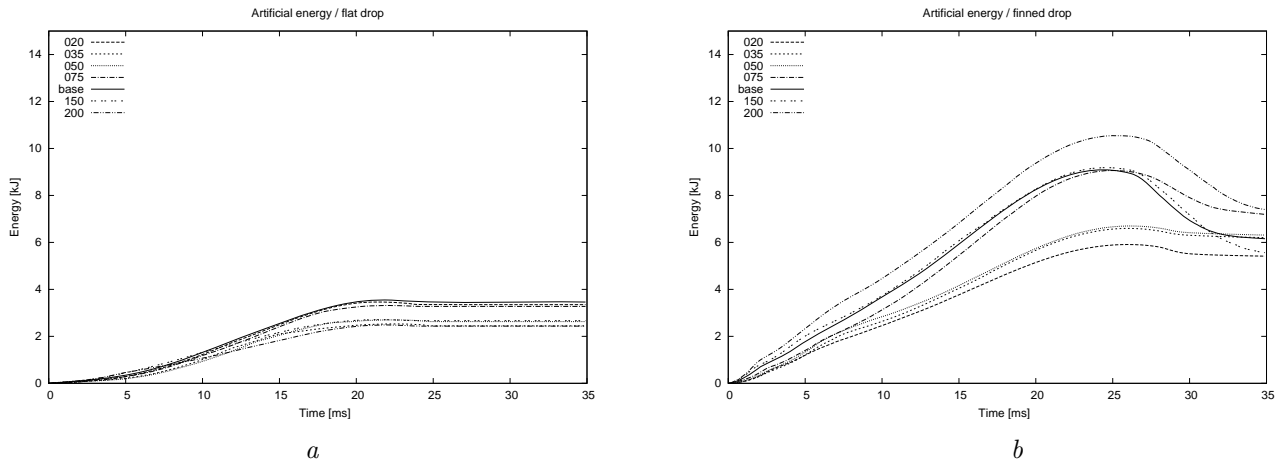 Artificial energy / flat drop
14
12
10
8
6
4
2
0
Energy [kJ]
020
035
050
075
base
150
200
0 5 10 15 20 25 30 35
Time [ms]
a
Artificial energy / finned drop
14
12
10
8
6
4
2
0
Energy [kJ]
020
035
050
075
base
150
200
0 5 10 15 20 25 30 35
Time [ms]
b